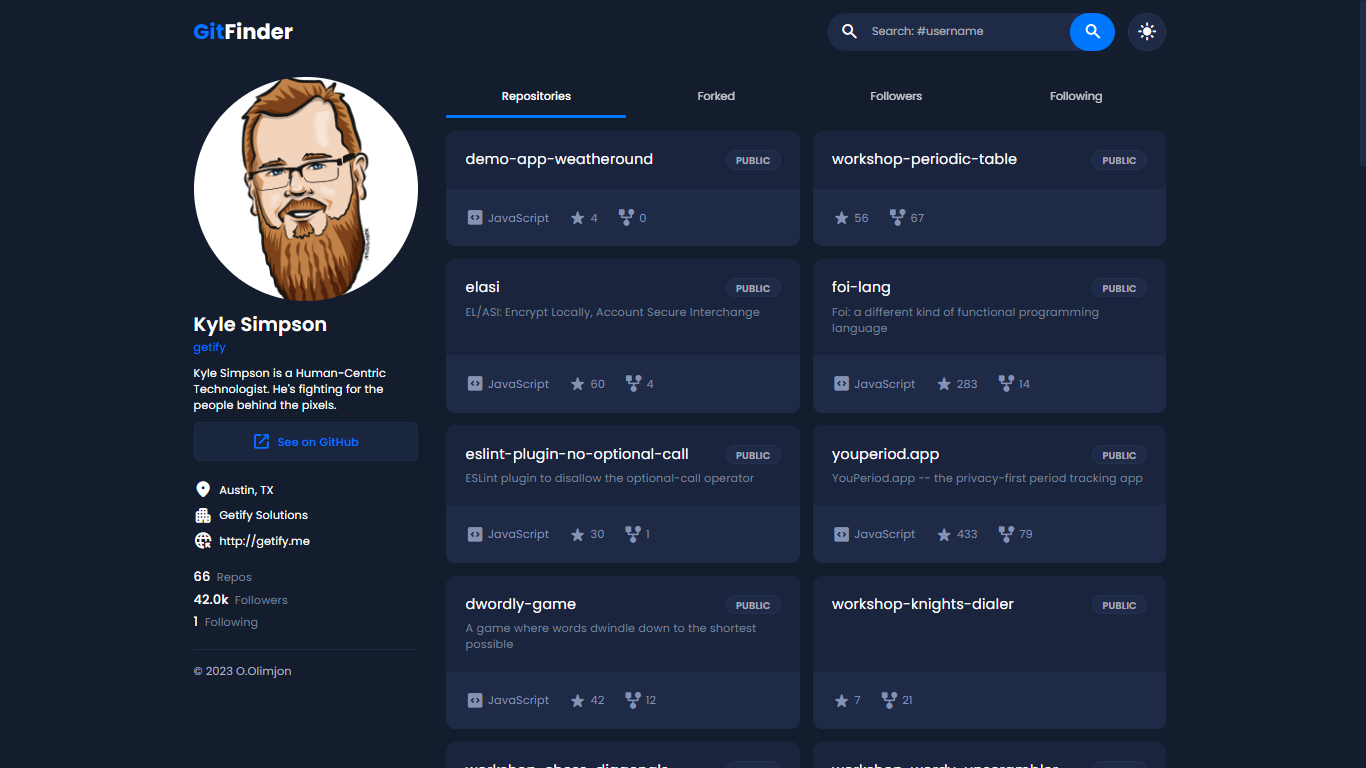 GitFinder
Search: #username
Kyle Simpson
getify
Kyle Simpson is a Human-Centric
Technologist. He's fighting for the
people behind the pixels.
See on GitHub
Austin, TX
Getify Solutions
http://getify.me
66 Repos
42.0k Followers
1 Following
© 2023 O.Olimjon
Repositories Forked Followers Following
demo-app-weatheround PUBLIC
JavaScript 4 0
workshop-periodic-table PUBLIC
56 67
elasi PUBLIC
EL/ASI: Encrypt Locally, Account Secure Interchange
JavaScript 60 4
foi-lang PUBLIC
Foi: a different kind of functional programming
language
JavaScript 283 14
eslint-plugin-no-optional-call PUBLIC
ESLint plugin to disallow the optional-call operator
JavaScript 30 1
youperiod.app PUBLIC
YouPeriod.app -- the privacy-first period tracking app
JavaScript 433 79
dwordly-game PUBLIC
A game where words dwindle down to the shortest
possible
JavaScript 42 12
workshop-knights-dialer PUBLIC
7 21